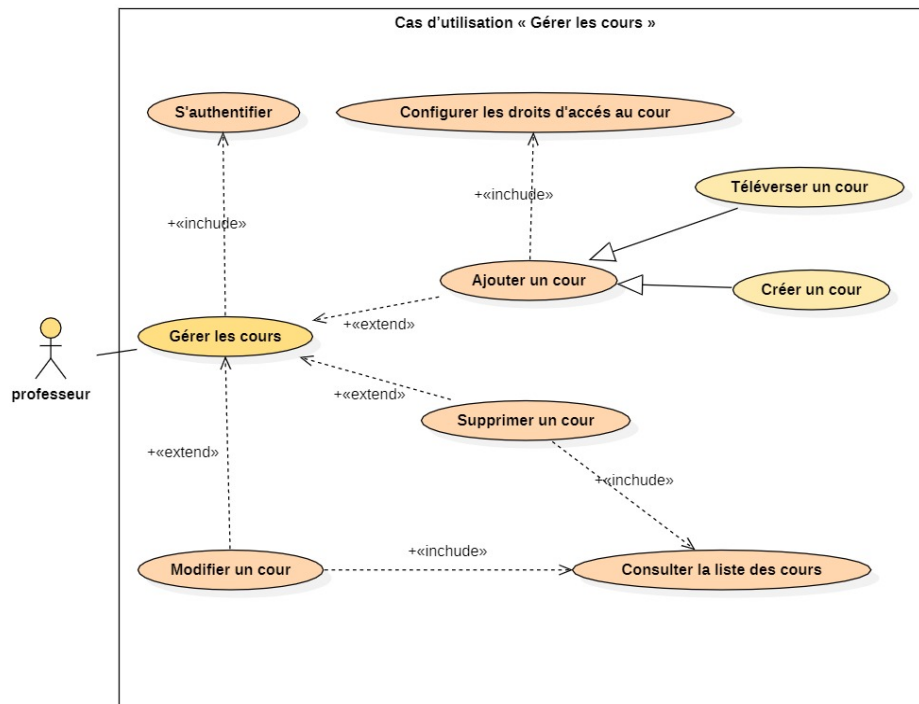 Cas d'utilisation « Gérer les cours »
S'authentifier
Configurer les droits d'accés au cour
Téléverser un cour
+«inchude»
+«inchude»
Ajouter un cour
Créer un cour
+«extend»
Gérer les cours
professeur
+«extend»
Supprimer un cour
+«extend»
+«inchude»
+«inchude»
Modifier un cour
Consulter la liste des cours